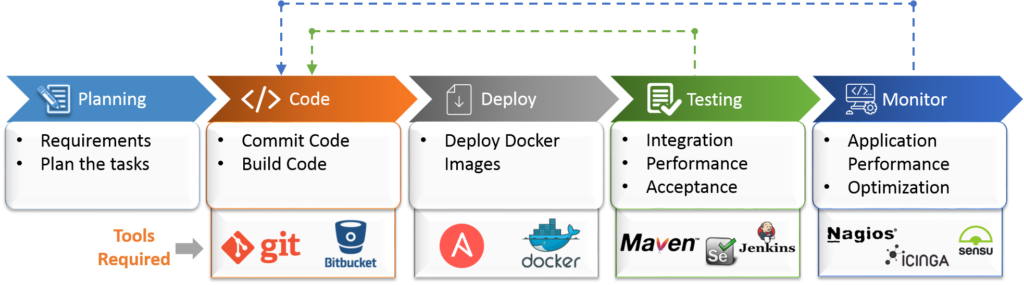 Planning
</> Code
Deploy
Testing
Monitor
• Requirements
• Plan the tasks
• Commit Code
• Build Code
• Deploy Docker
Images
• Integration
• Performance
• Acceptance
• Application
Performance
• Optimization
Tools
Required
git
Bitbucket
A
docker
Maven™
Se
Jenkins
Nagios®
ICINGA
sensu